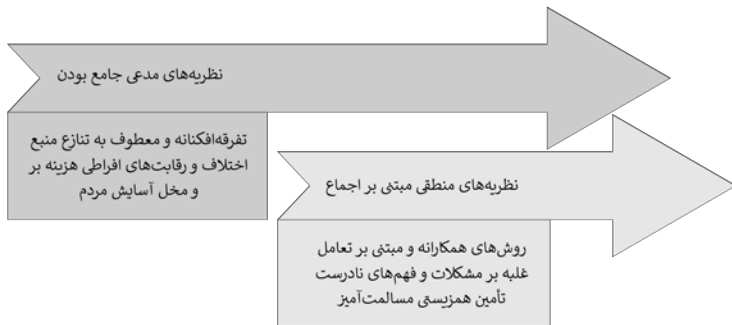 نظریه‌های مدعی جامع بودن
تفرقه‌افکنانه و معطوف به تنازع منبع
اختلاف و رقابت‌های افراطی هزینه بر
و مخل آسایش مردم
نظریه‌های منطقی مبتنی بر اجماع
روش‌های همکارانه و مبتنی بر تعامل
غلبه بر مشکلات و فهم‌های نادرست
تأمین همزیستی مسالمت‌آمیز